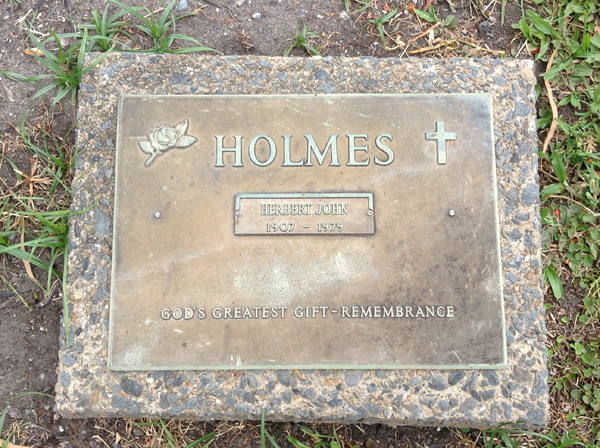 HOLMES
HERBERT JOHN
1907 - 1979
GOD'S GREATEST GIFT-REMEMBRANCE